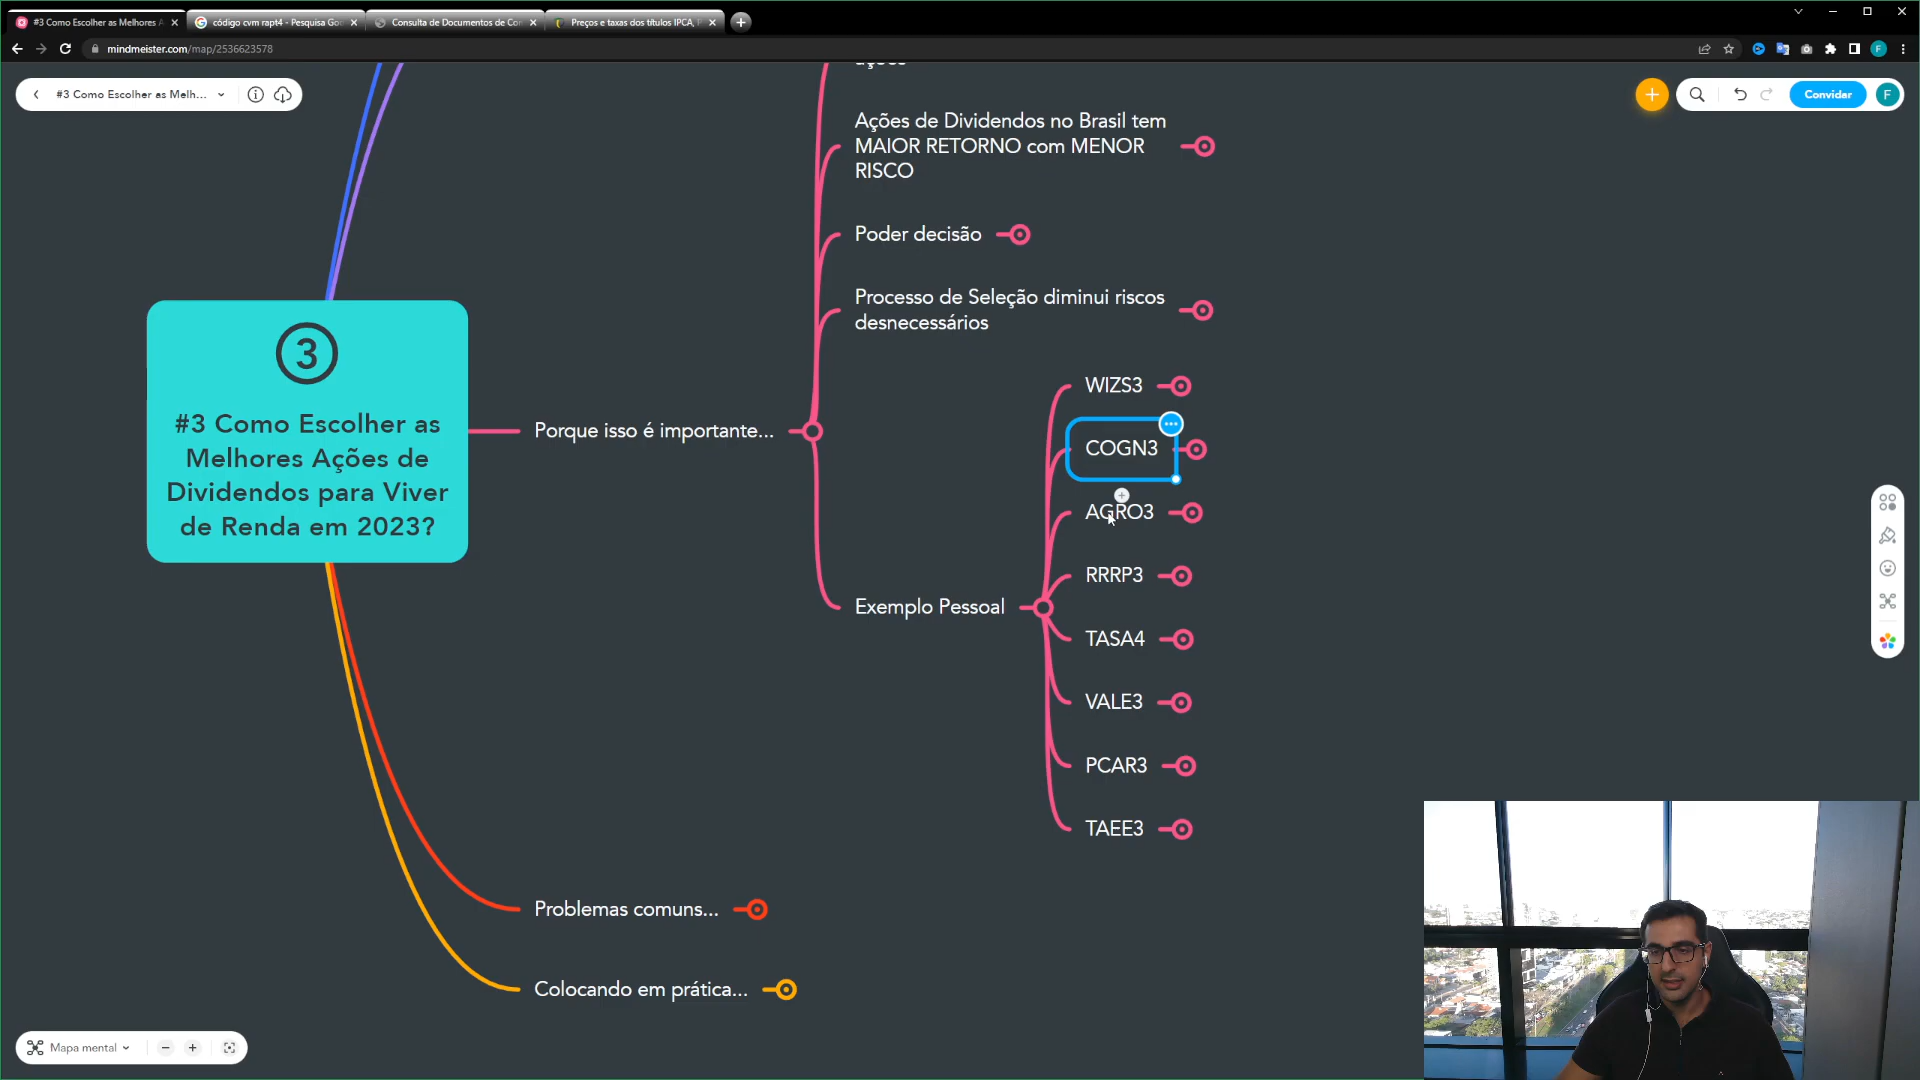 #3 Como Escolher as Melhores A
código cvm rapt4 - Pesquisa Goo
Consulta de Documentos de Co
Preços e taxas dos títulos IPCA,
mindmeister.com/map/2536623578
F
#3 Como Escolher as Melh...
Convidar
F
ações
Ações de Dividendos no Brasil tem
MAIOR RETORNO com MENOR
RISCO
Poder decisão
Processo de Seleção diminui riscos
desnecessários
3
#3 Como Escolher as
Melhores Ações de
Dividendos para Viver
de Renda em 2023?
Porque isso é importante...
Exemplo Pessoal
WIZS3
COGN3
AGRO3
RRRP3
TASA4
VALE3
PCAR3
TAEE3
Problemas comuns...
Colocando em prática...
Mapa mental